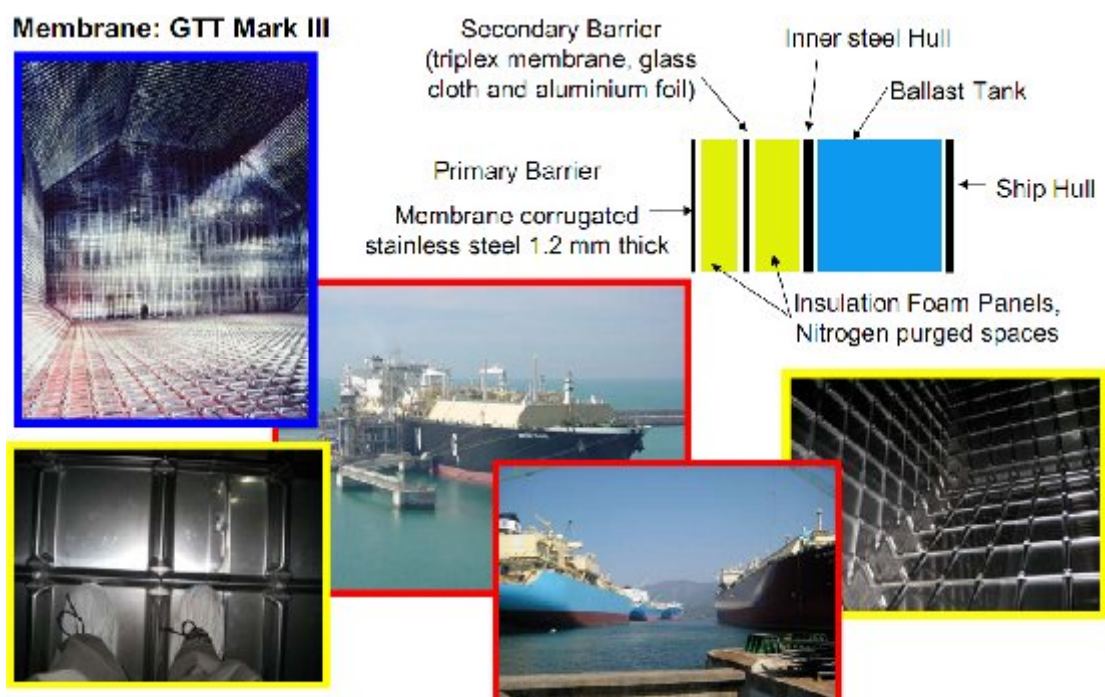 Membrane: GTT Mark III
Secondary Barrier
(triplex membrane, glass
cloth and aluminium foil)
Inner steel Hull
Ballast Tank
Primary Barrier
Membrane corrugated
stainless steel 1.2 mm thick
Ship Hull
Insulation Foam Panels,
Nitrogen purged spaces